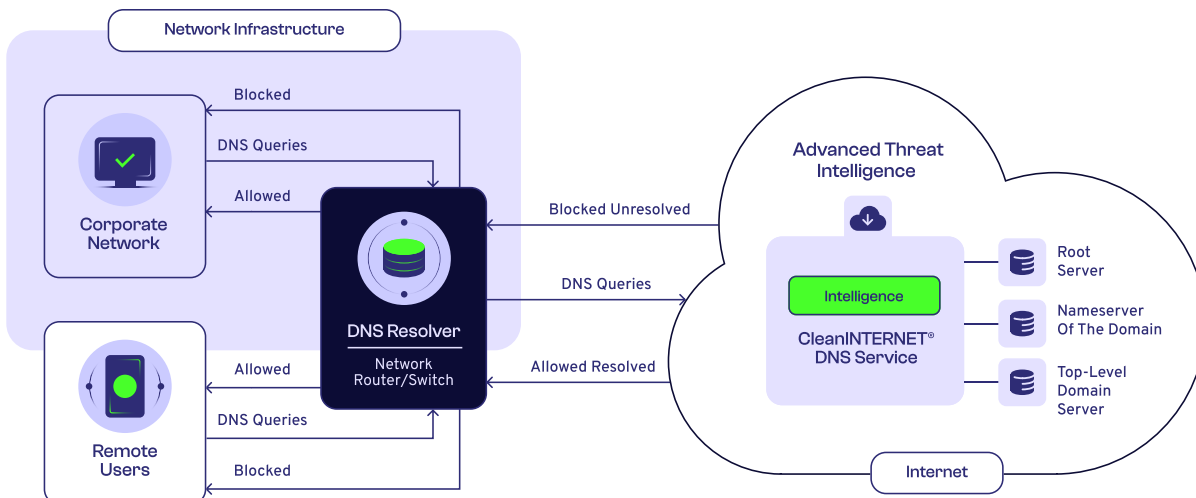 Network Infrastructure
Blocked
DNS Queries
Allowed
Corporate
Network
DNS Resolver
Network
Router/Switch
Allowed
DNS Queries
Blocked
Remote
Users
Blocked Unresolved
DNS Queries
Allowed Resolved
Advanced Threat
Intelligence
Intelligence
CleanINTERNET®
DNS Service
Root
Server
Nameserver
Of The Domain
Top-Level
Domain
Server
Internet